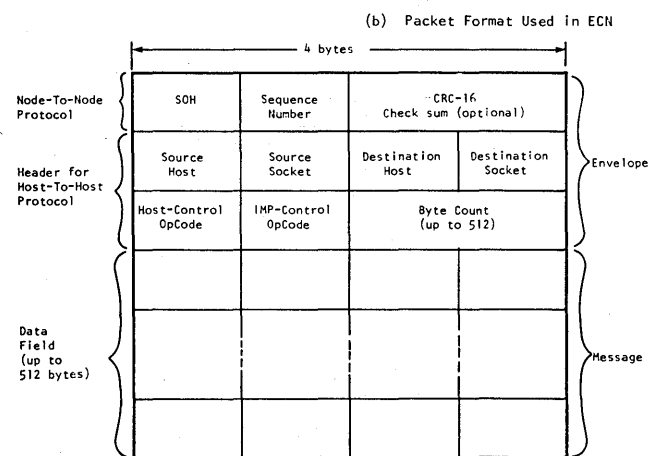 (b) Packet Format Used in ECN
4 bytes
Node-To-Node
Protocol
SOH
Sequence
Number
CRC-16
Check sum (optional)
Envelope
Header for
Host-To-Host
Protocol
Source
Host
Source
Socket
Destination
Host
Destination
Socket
Host-Control
OpCode
IMP-Control
OpCode
Byte Count
(up to 512)
Data
Field
(up to
512 bytes)
Message